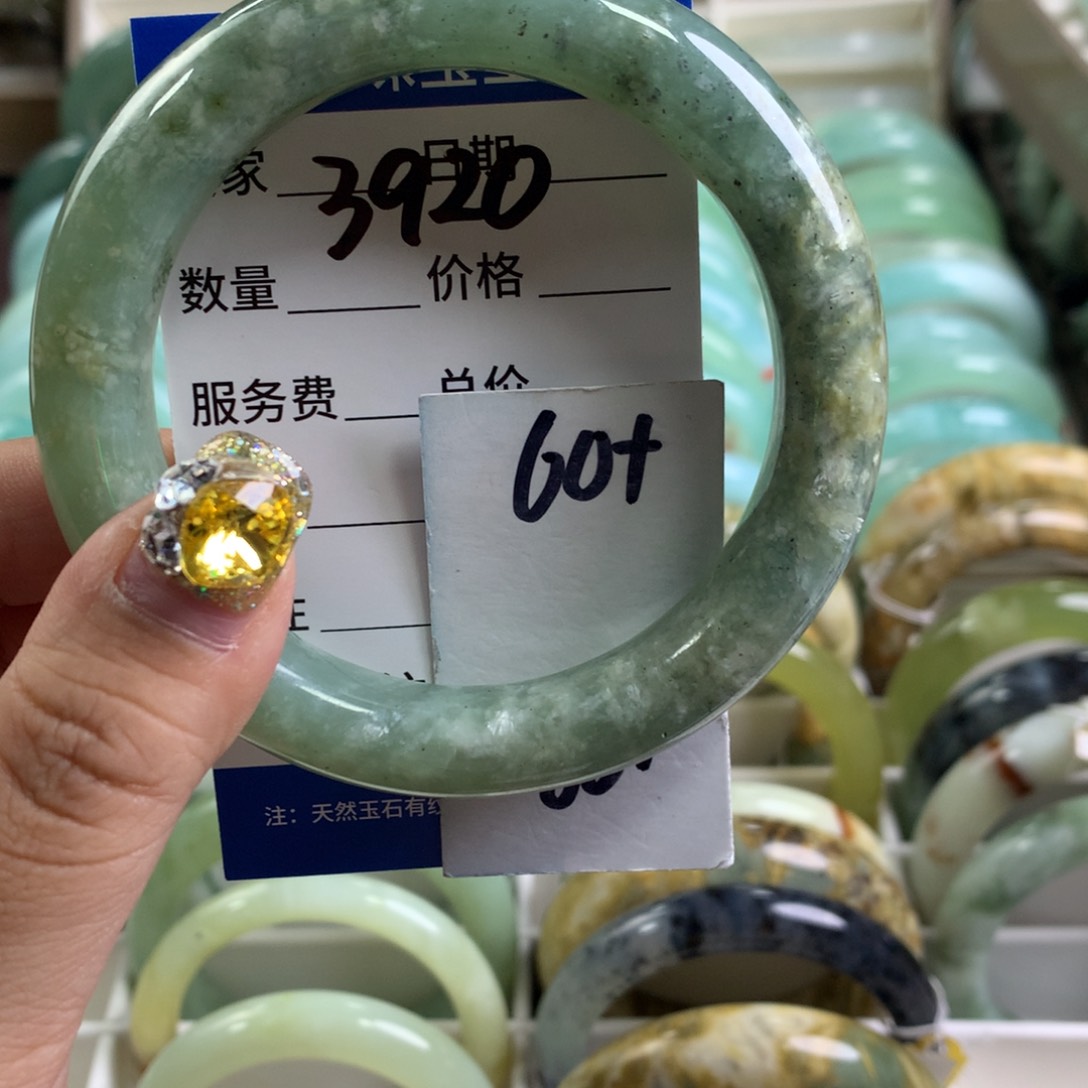 家 日期
3920
数量 价格
服务费 总价
60+
注：天然玉石有纹